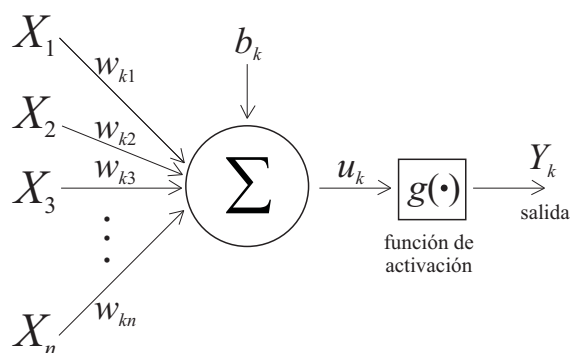 X₁
wₖ₁
bₖ
X₂
wₖ₂
X₃
wₖ₃
Σ
uₖ
g(·)
Yₖ
salida
función de
activación
⋮
wₖₙ
Xₙ